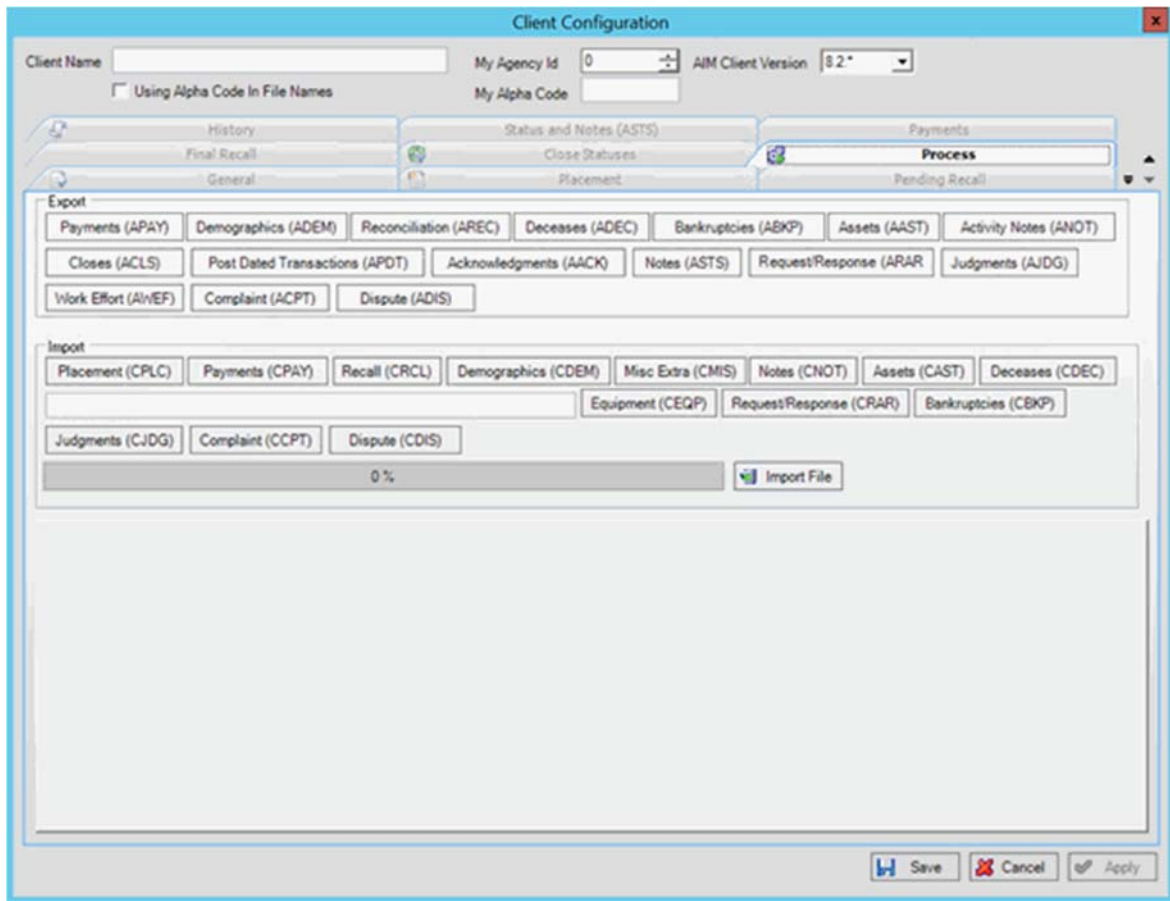 Client Configuration
x
Client Name My Agency Id 0 AIM Client Version 8.2.*
Using Alpha Code In File Names My Alpha Code
History Status and Notes (ASTS) Payments
Final Recall Close Statuses Process
General Placement Pending Recall
Export
Payments (APAY) Demographics (ADEM) Reconciliation (AREC) Deceases (ADEC) Bankruptcies (ABKP) Assets (AAST) Activity Notes (ANOT)
Closes (ACLS) Post Dated Transactions (APDT) Acknowledgments (AACK) Notes (ASTS) Request/Response (ARAR Judgments (AJDG)
Work Effort (AWEF) Complaint (ACPT) Dispute (ADIS)
Import
Placement (CPLC) Payments (CPAY) Recall (CRCL) Demographics (CDEM) Misc Extra (CMIS) Notes (CNOT) Assets (CAST) Deceases (CDEC)
Equipment (CEQP) Request/Response (CRAR) Bankruptcies (CBKP)
Judgments (CJDG) Complaint (CCPT) Dispute (CDIS)
0 % Import File
Save Cancel Apply